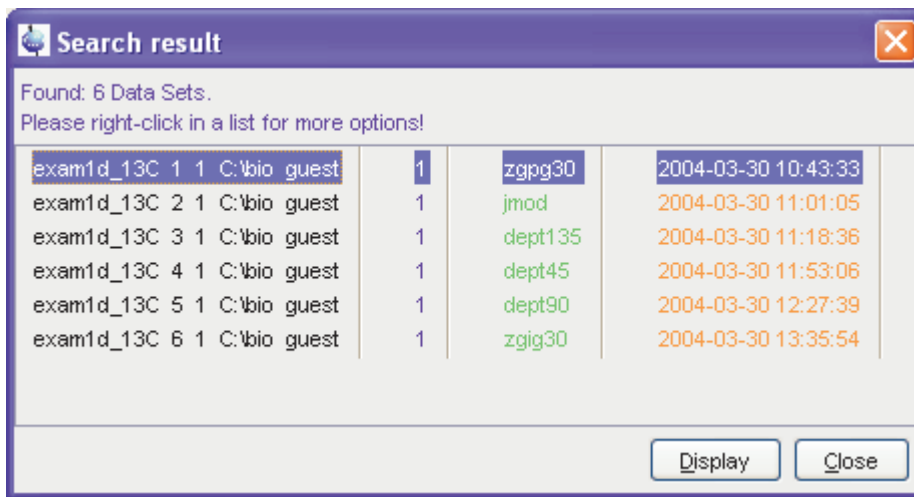 Search result
Found: 6 Data Sets.
Please right-click in a list for more options!
exam1d_13C 1 1 C:\bio guest 1 zgpg30 2004-03-30 10:43:33
exam1d_13C 2 1 C:\bio guest 1 jmod 2004-03-30 11:01:05
exam1d_13C 3 1 C:\bio guest 1 dept135 2004-03-30 11:18:36
exam1d_13C 4 1 C:\bio guest 1 dept45 2004-03-30 11:53:06
exam1d_13C 5 1 C:\bio guest 1 dept90 2004-03-30 12:27:39
exam1d_13C 6 1 C:\bio guest 1 zgig30 2004-03-30 13:35:54
Display Close